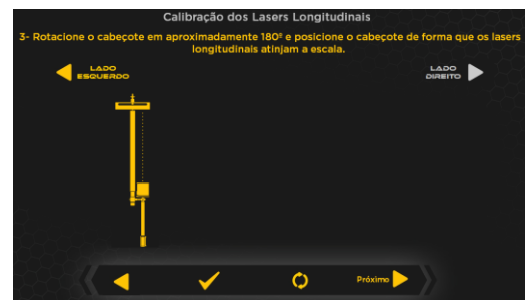 Calibração dos Lasers Longitudinais
3- Rotacione o cabeçote em aproximadamente 180º e posicione o cabeçote de forma que os lasers
longitudinais atinjam a escala.
LADO
ESQUERDO
LADO
DIREITO
Próximo